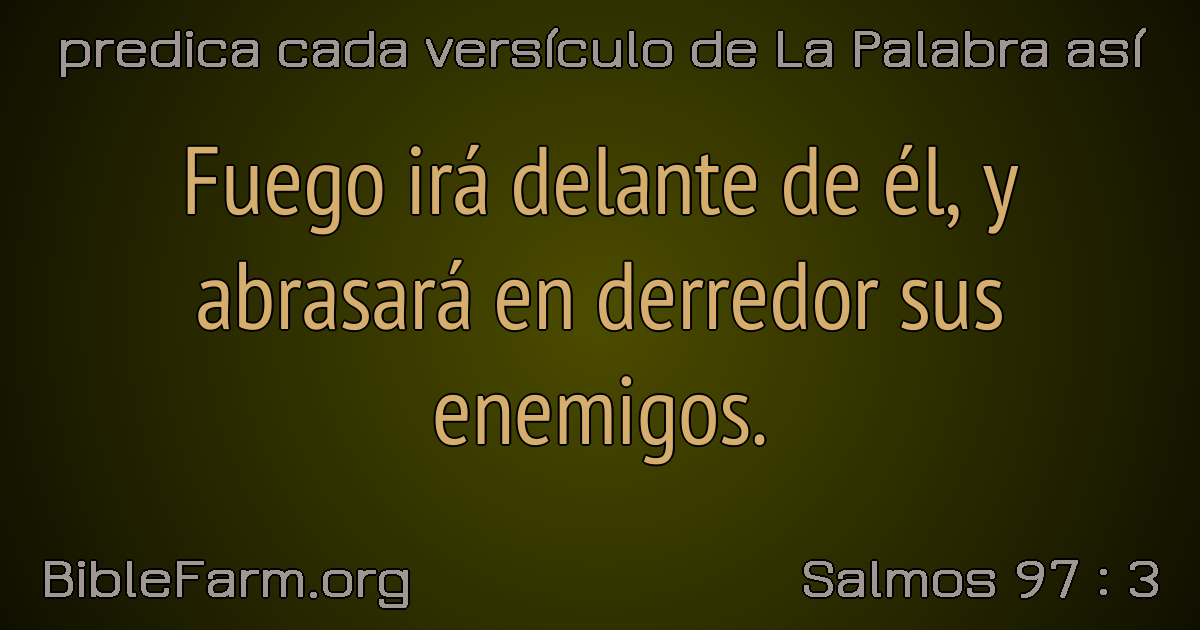 predica cada versículo de La Palabra así
Fuego irá delante de él, y
abrasará en derredor sus
enemigos.
BibleFarm.org
Salmos 97 : 3